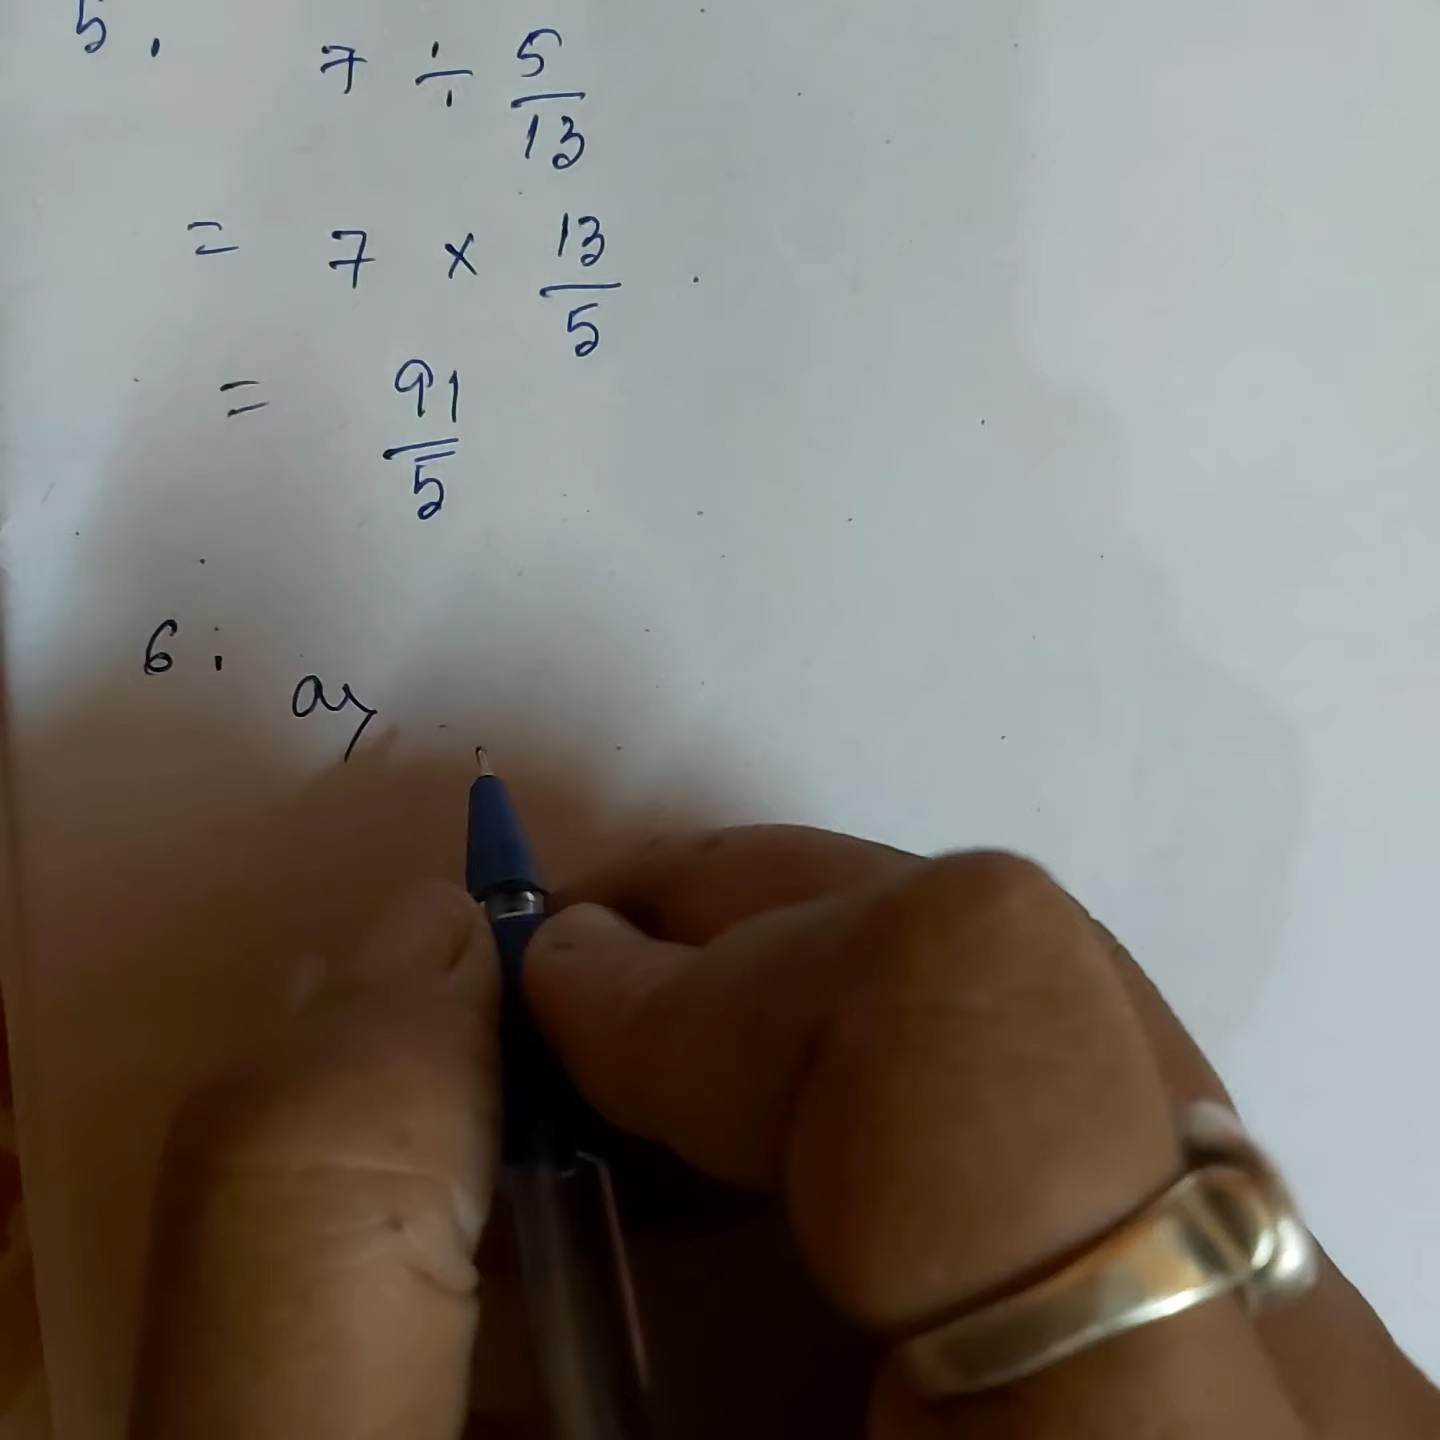 5.
7 ÷ 5/13
= 7 × 13/5
= 91/5
6.
a)